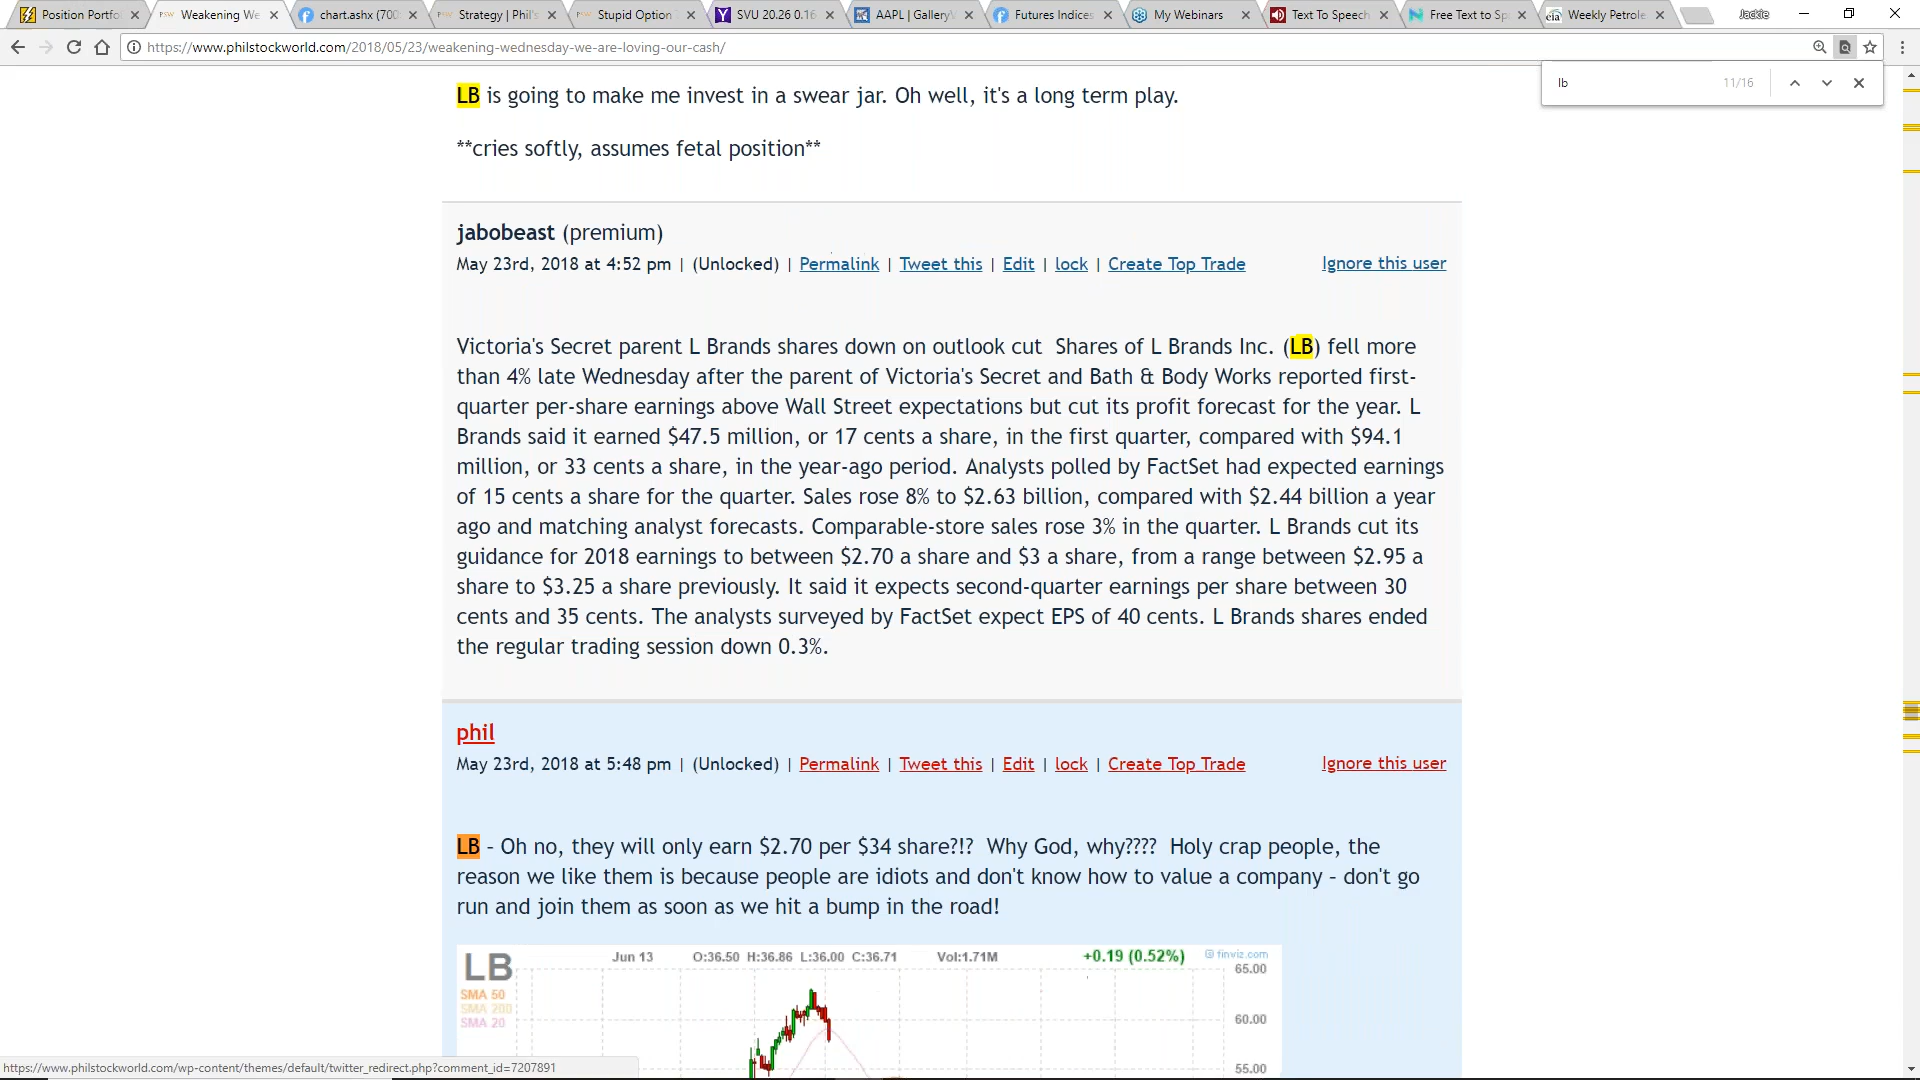 Position Portfo
PSW Weakening We
chart.ashx (700
PSW Strategy | Phil's
PSW Stupid Option
SVU 20.26 0.16
AAPL | GalleryV
Futures Indices
My Webinars
Text To Speech
Free Text to Sp
eia Weekly Petrole
Jackie
https://www.philstockworld.com/2018/05/23/weakening-wednesday-we-are-loving-our-cash/
lb 11/16
LB is going to make me invest in a swear jar. Oh well, it's a long term play.
**cries softly, assumes fetal position**
jabobeast (premium)
May 23rd, 2018 at 4:52 pm | (Unlocked) | Permalink | Tweet this | Edit | lock | Create Top Trade Ignore this user
Victoria's Secret parent L Brands shares down on outlook cut  Shares of L Brands Inc. (LB) fell more
than 4% late Wednesday after the parent of Victoria's Secret and Bath & Body Works reported first-
quarter per-share earnings above Wall Street expectations but cut its profit forecast for the year. L
Brands said it earned $47.5 million, or 17 cents a share, in the first quarter, compared with $94.1
million, or 33 cents a share, in the year-ago period. Analysts polled by FactSet had expected earnings
of 15 cents a share for the quarter. Sales rose 8% to $2.63 billion, compared with $2.44 billion a year
ago and matching analyst forecasts. Comparable-store sales rose 3% in the quarter. L Brands cut its
guidance for 2018 earnings to between $2.70 a share and $3 a share, from a range between $2.95 a
share to $3.25 a share previously. It said it expects second-quarter earnings per share between 30
cents and 35 cents. The analysts surveyed by FactSet expect EPS of 40 cents. L Brands shares ended
the regular trading session down 0.3%.
phil
May 23rd, 2018 at 5:48 pm | (Unlocked) | Permalink | Tweet this | Edit | lock | Create Top Trade Ignore this user
LB - Oh no, they will only earn $2.70 per $34 share?!?  Why God, why????  Holy crap people, the
reason we like them is because people are idiots and don't know how to value a company - don't go
run and join them as soon as we hit a bump in the road!
LB Jun 13 O:36.50 H:36.86 L:36.00 C:36.71 Vol:1.71M +0.19 (0.52%) © finviz.com
65.00
SMA 50
SMA 200
SMA 20
60.00
55.00
https://www.philstockworld.com/wp-content/themes/default/twitter_redirect.php?comment_id=7207891